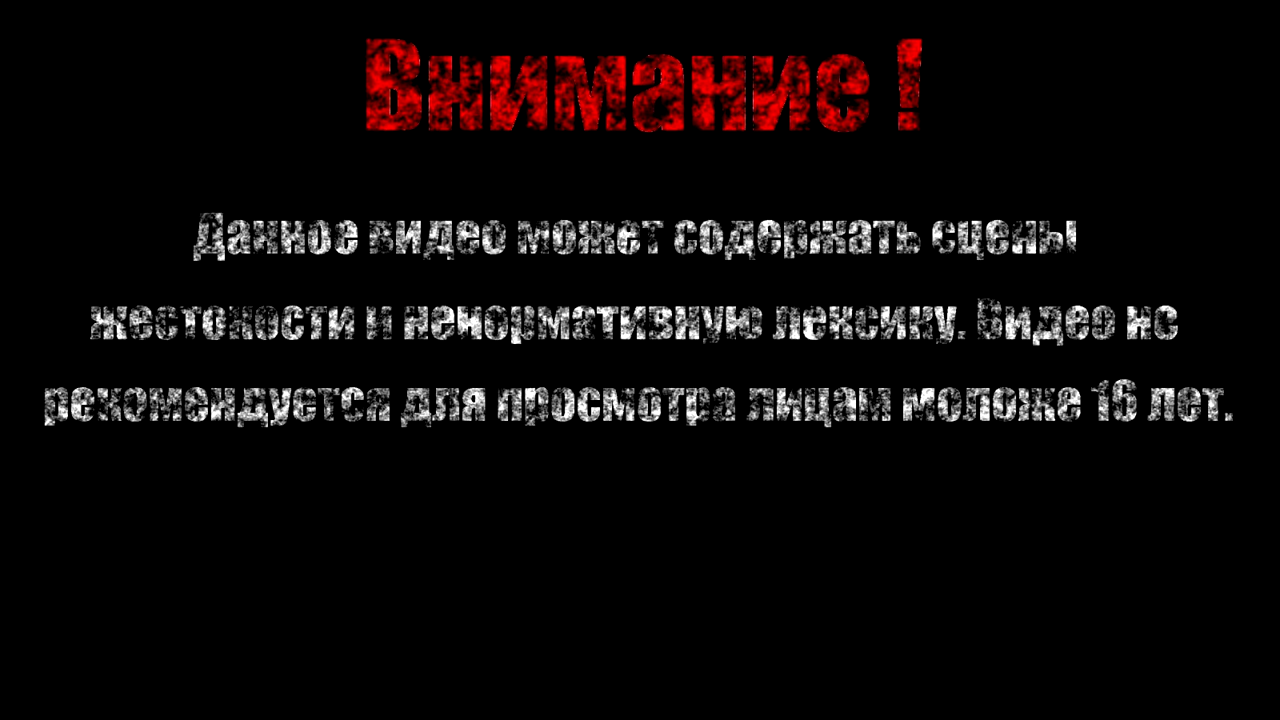 Внимание !
Данное видео может содержать сцены
жестокости и ненормативную лексику. Видео не
рекомендуется для просмотра лицам моложе 16 лет.